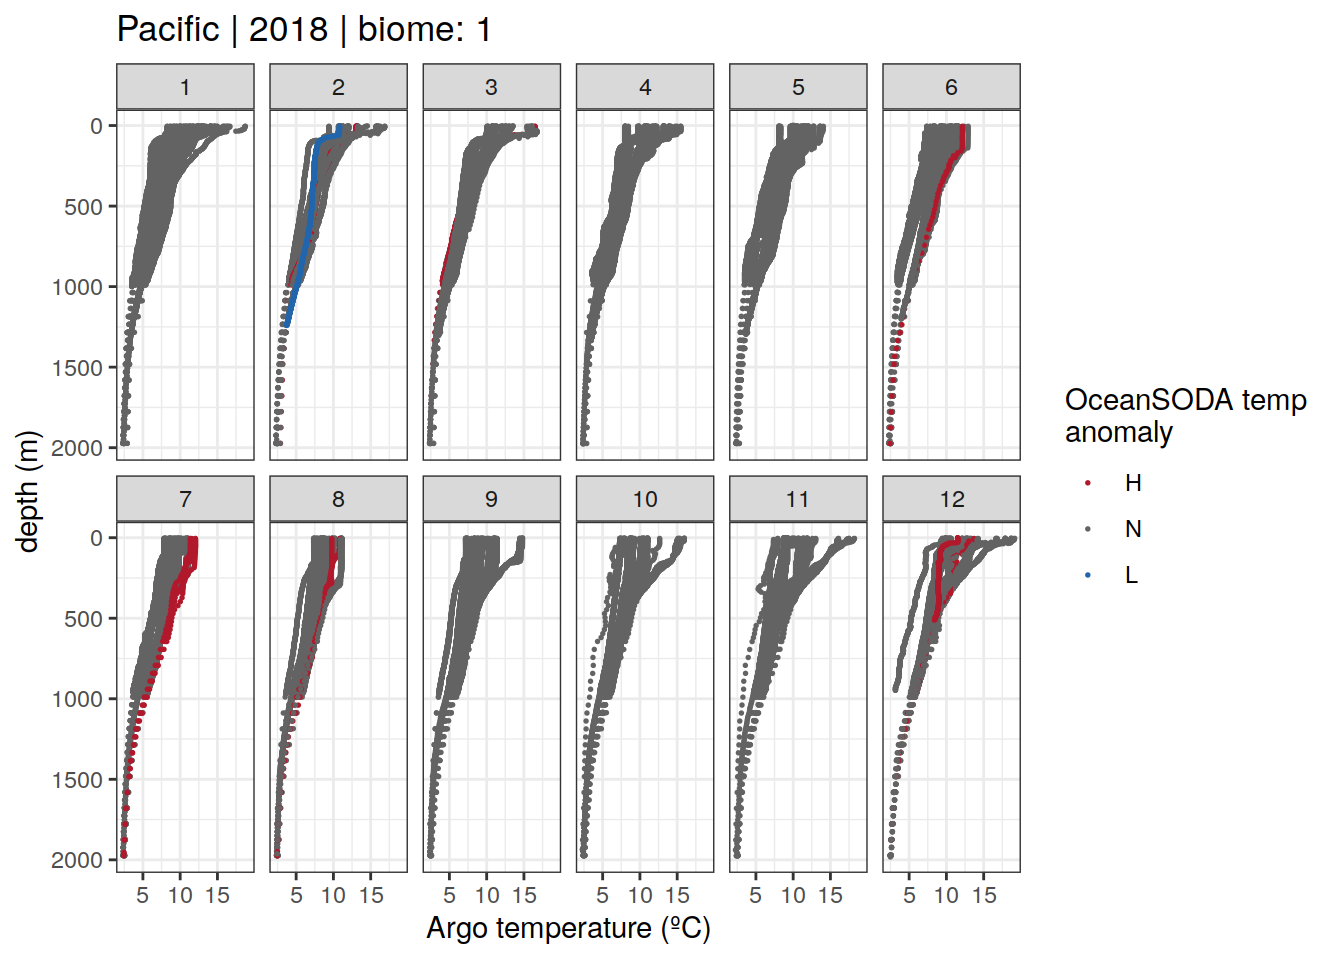 Pacific | 2018 | biome: 1
1 2 3 4 5 6
0
500
1000
1500
2000
7 8 9 10 11 12
0
500
1000
1500
2000
depth (m)
5 10 15 5 10 15 5 10 15 5 10 15 5 10 15 5 10 15
Argo temperature (ºC)
OceanSODA temp
anomaly
H
N
L